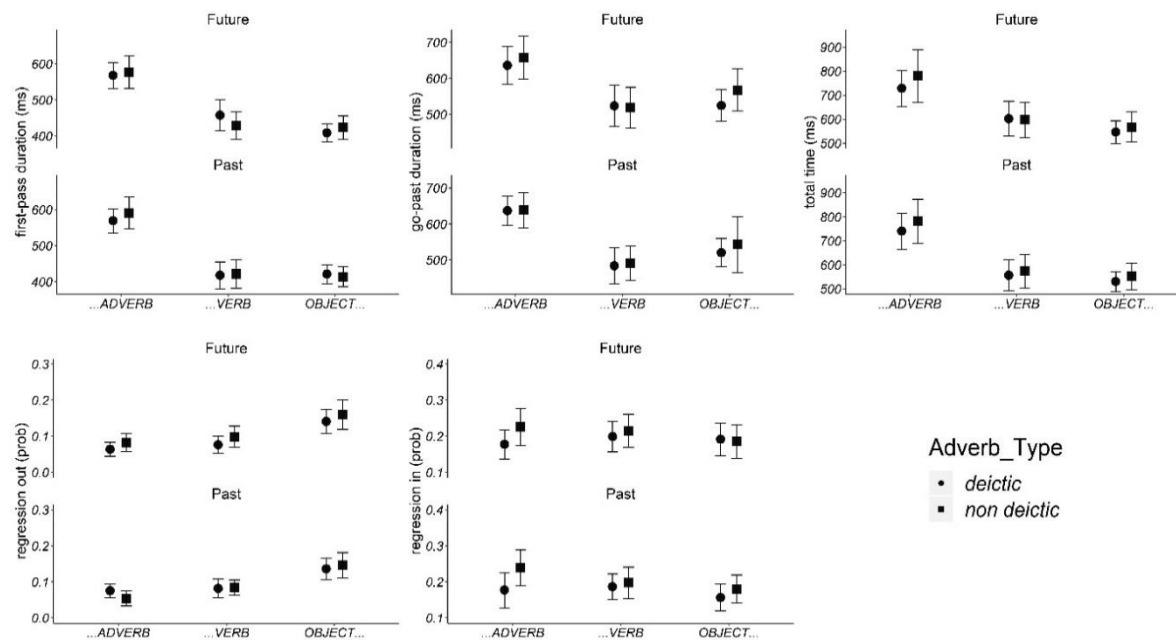 Future
first-pass duration (ms)
600
500
400
Past
600
500
400
...ADVERB ...VERB OBJECT...
Future
go-past duration (ms)
700
600
500
Past
700
600
500
...ADVERB ...VERB OBJECT...
Future
total time (ms)
900
800
700
600
500
Past
900
800
700
600
500
...ADVERB ...VERB OBJECT...
Future
regression out (prob)
0.3
0.2
0.1
0.0
Past
0.3
0.2
0.1
0.0
...ADVERB ...VERB OBJECT...
Future
regression in (prob)
0.4
0.3
0.2
0.1
Past
0.4
0.3
0.2
0.1
...ADVERB ...VERB OBJECT...
Adverb_Type
deictic
non deictic